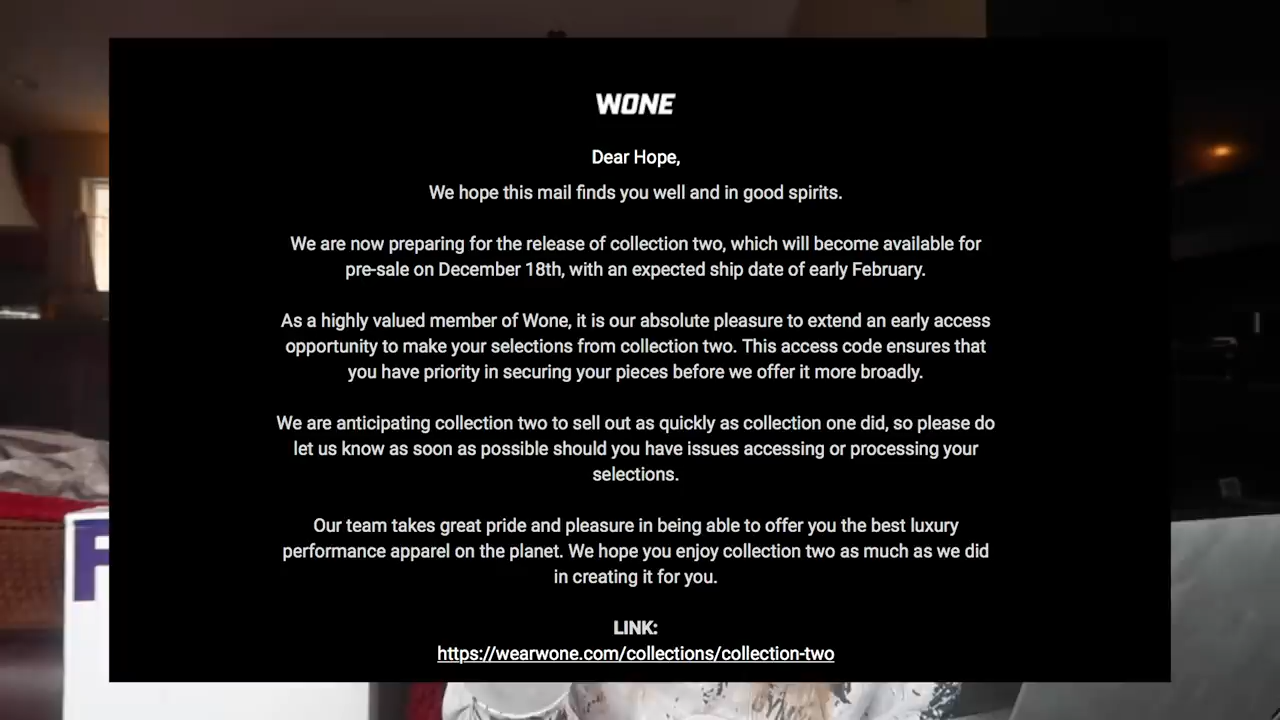 WONE
Dear Hope,
We hope this mail finds you well and in good spirits.
We are now preparing for the release of collection two, which will become available for
pre-sale on December 18th, with an expected ship date of early February.
As a highly valued member of Wone, it is our absolute pleasure to extend an early access
opportunity to make your selections from collection two. This access code ensures that
you have priority in securing your pieces before we offer it more broadly.
We are anticipating collection two to sell out as quickly as collection one did, so please do
let us know as soon as possible should you have issues accessing or processing your
selections.
Our team takes great pride and pleasure in being able to offer you the best luxury
performance apparel on the planet. We hope you enjoy collection two as much as we did
in creating it for you.
LINK:
https://wearwone.com/collections/collection-two